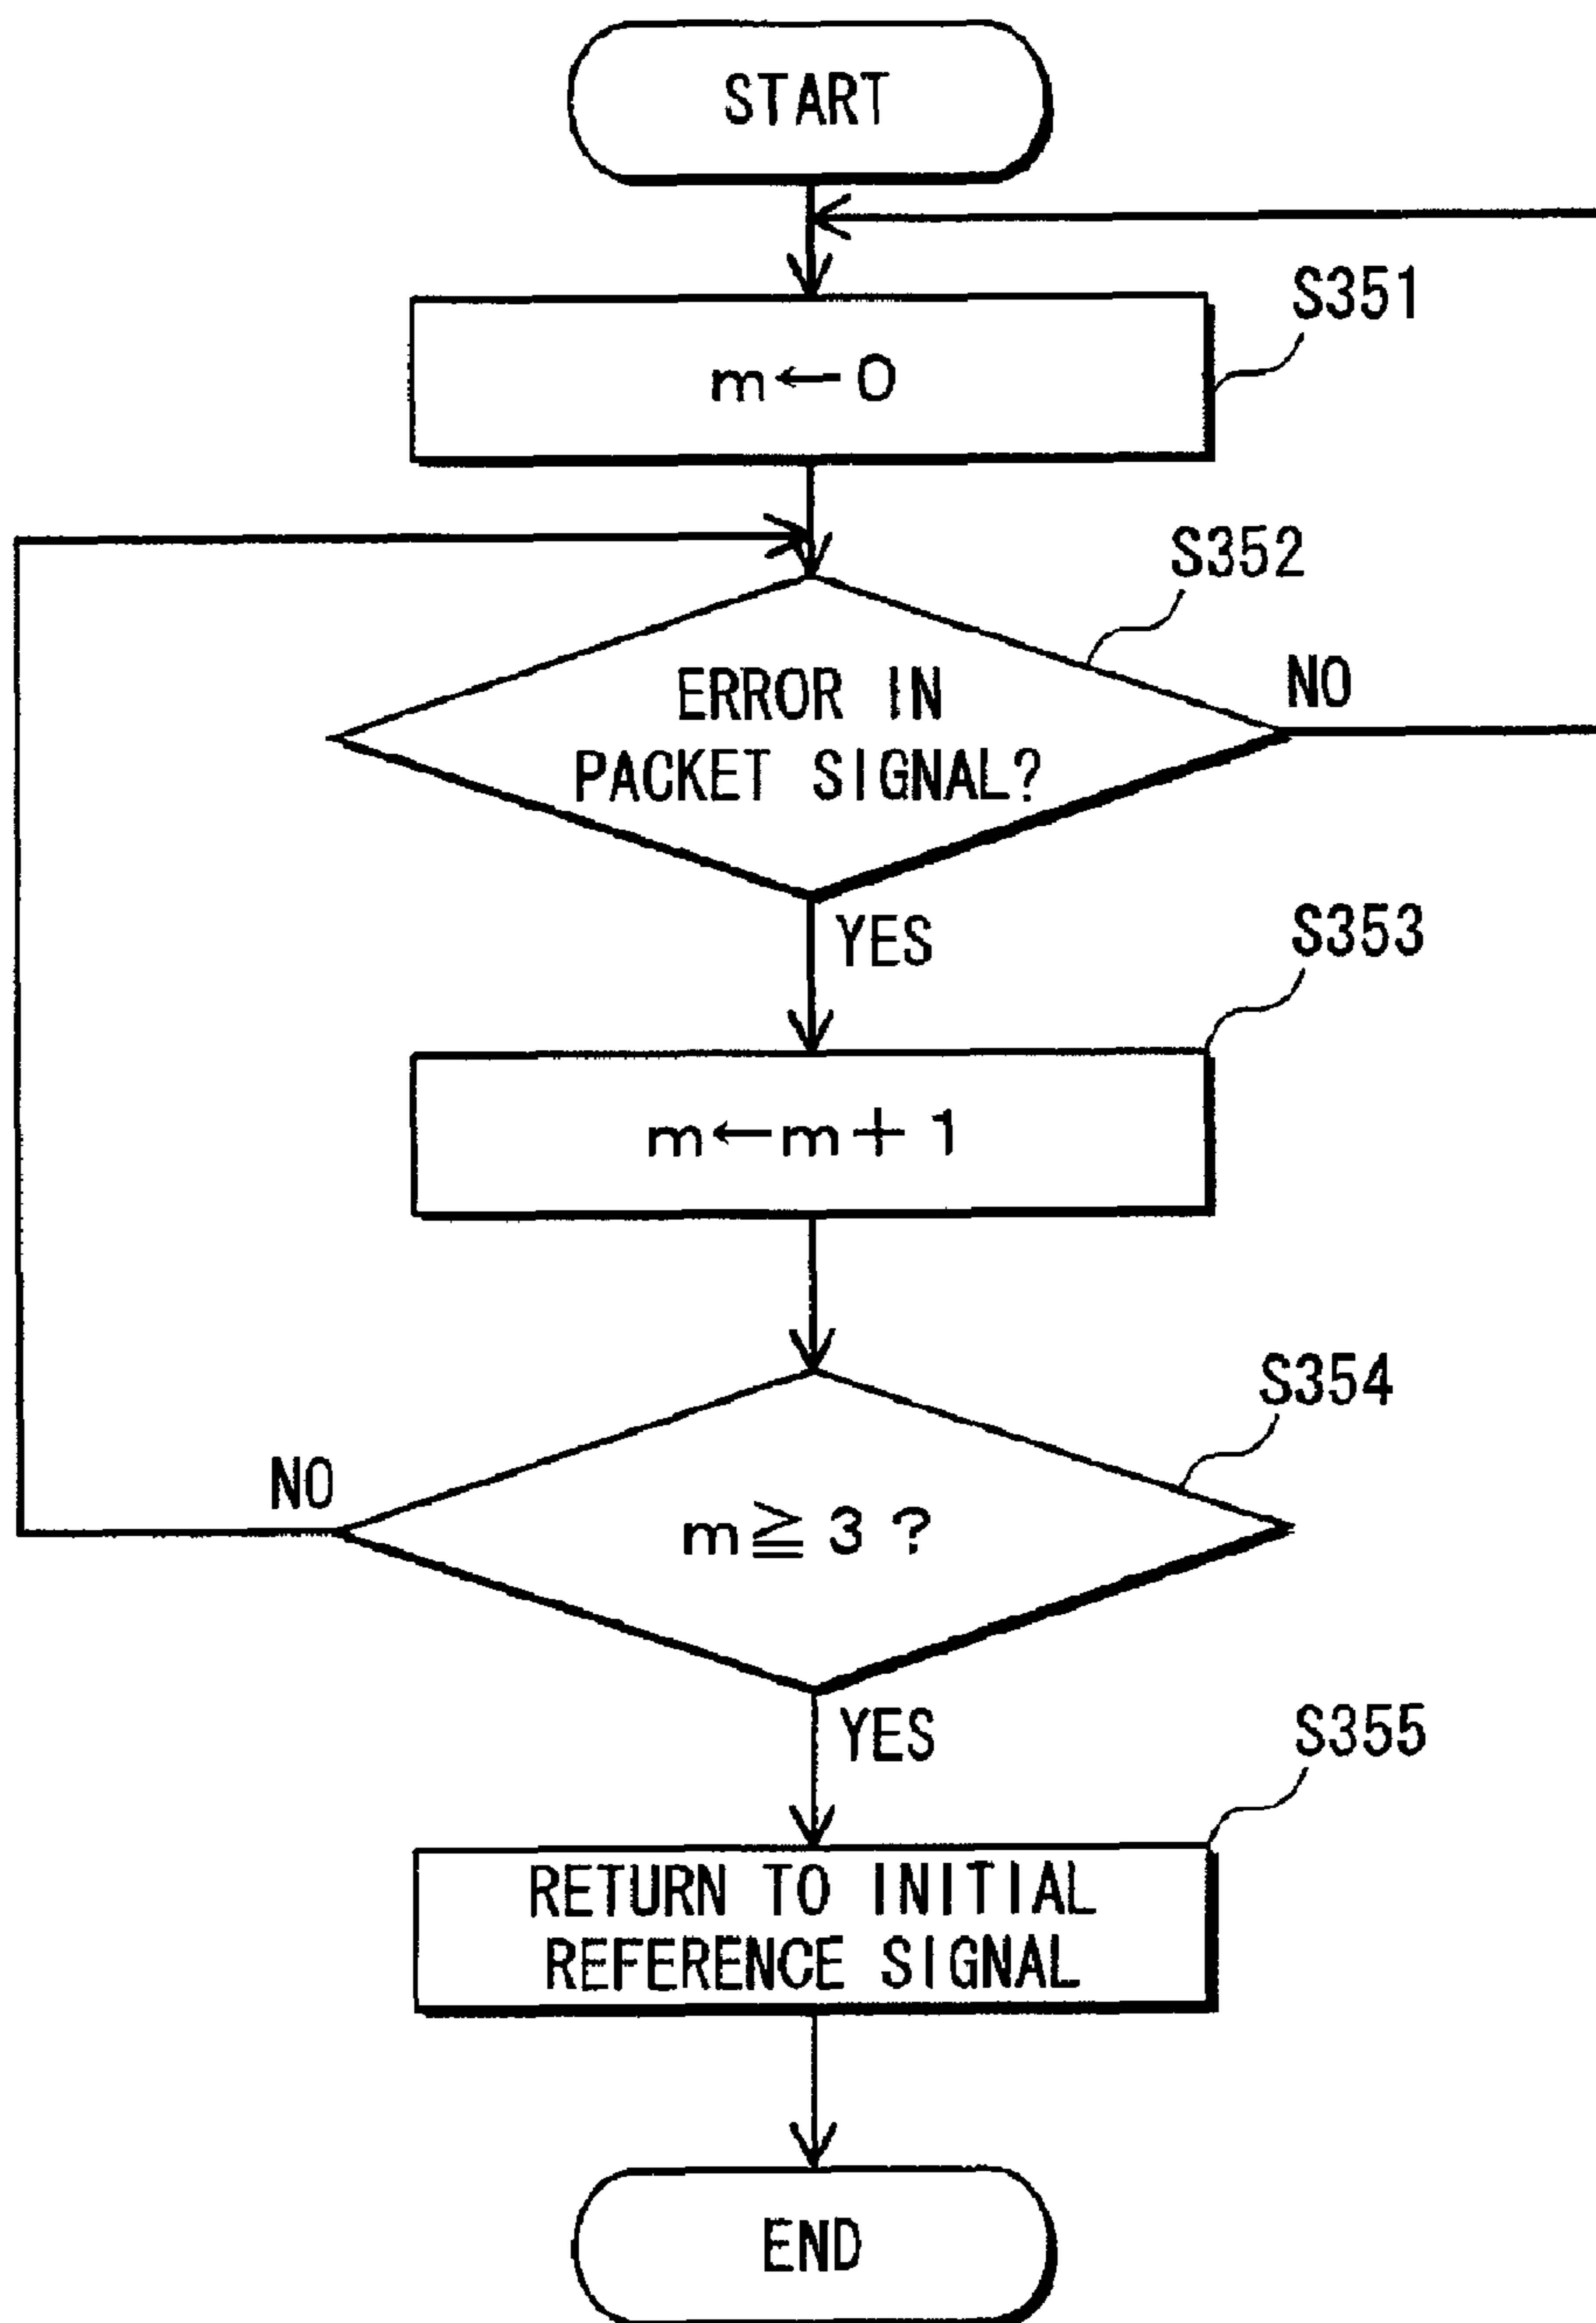 START
S351
m←0
S352
ERROR IN
PACKET SIGNAL?
NO
YES
S353
m←m+1
S354
NO
m≧3?
YES
S355
RETURN TO INITIAL
REFERENCE SIGNAL
END